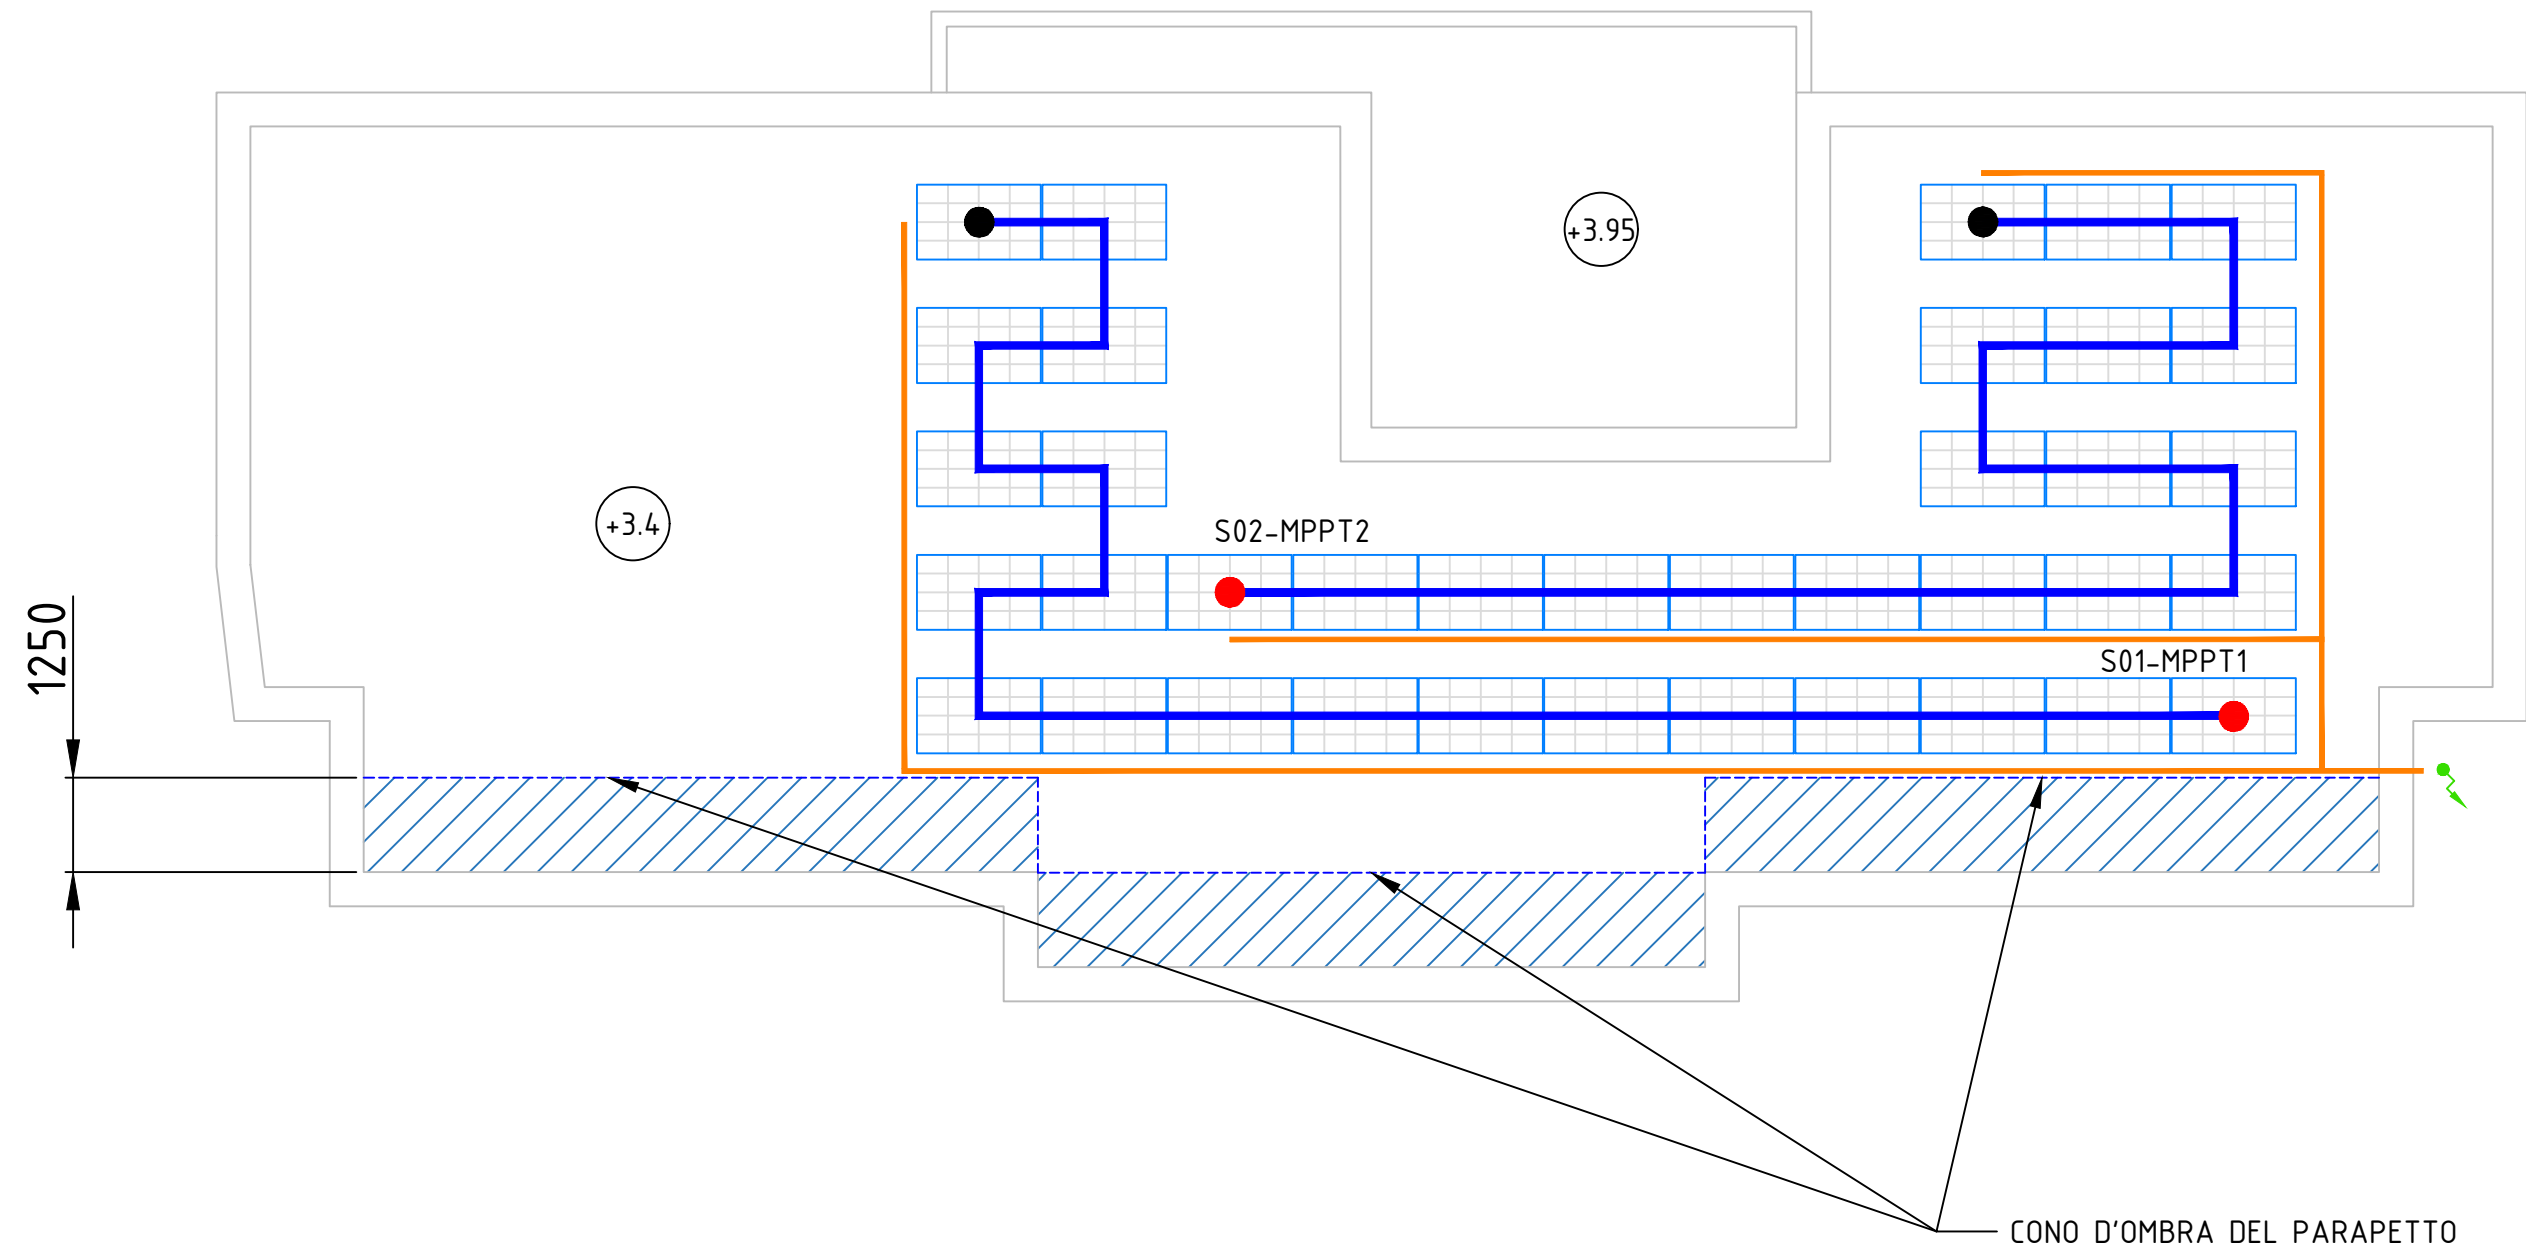 +3.95
+3.4
S02-MPPT2
1250
S01-MPPT1
CONO D'OMBRA DEL PARAPETTO